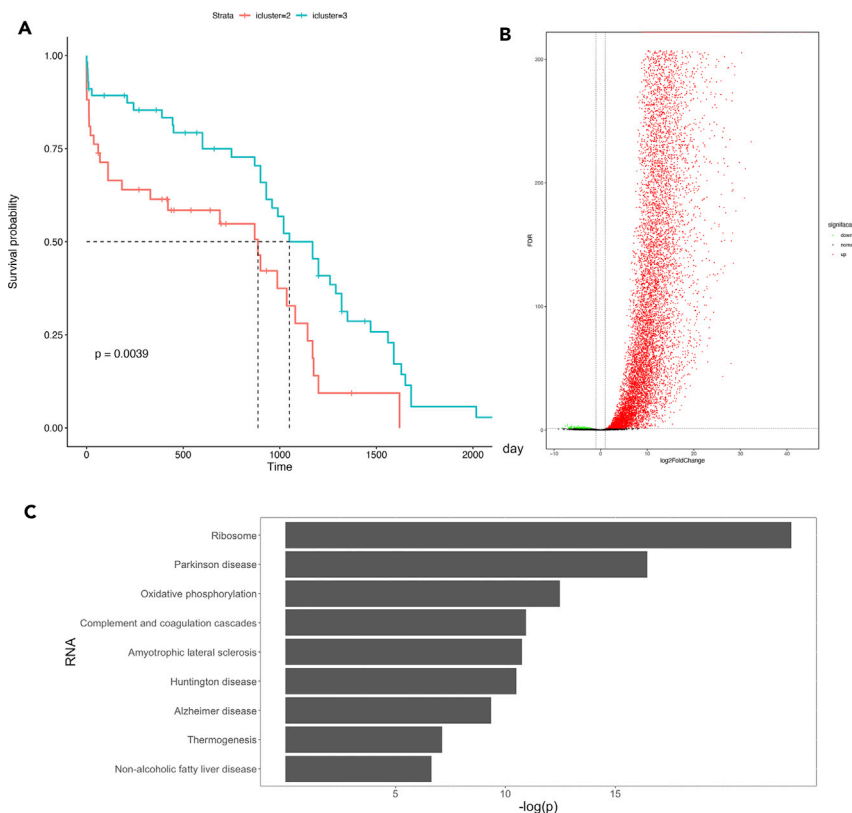 A
Strata icluster=2 icluster=3
1.00
0.75
0.50
0.25
0.00
Survival probability
p = 0.0039
0 500 1000 1500 2000
Time
day
B
300
200
100
0
FDR
-10 0 10 20 30 40
log2FoldChange
signifacan
down
up
C
Ribosome
Parkinson disease
Oxidative phosphorylation
Complement and coagulation cascades
Amyotrophic lateral sclerosis
Huntington disease
Alzheimer disease
Thermogenesis
Non-alcoholic fatty liver disease
RNA
5 10 15
-log(p)